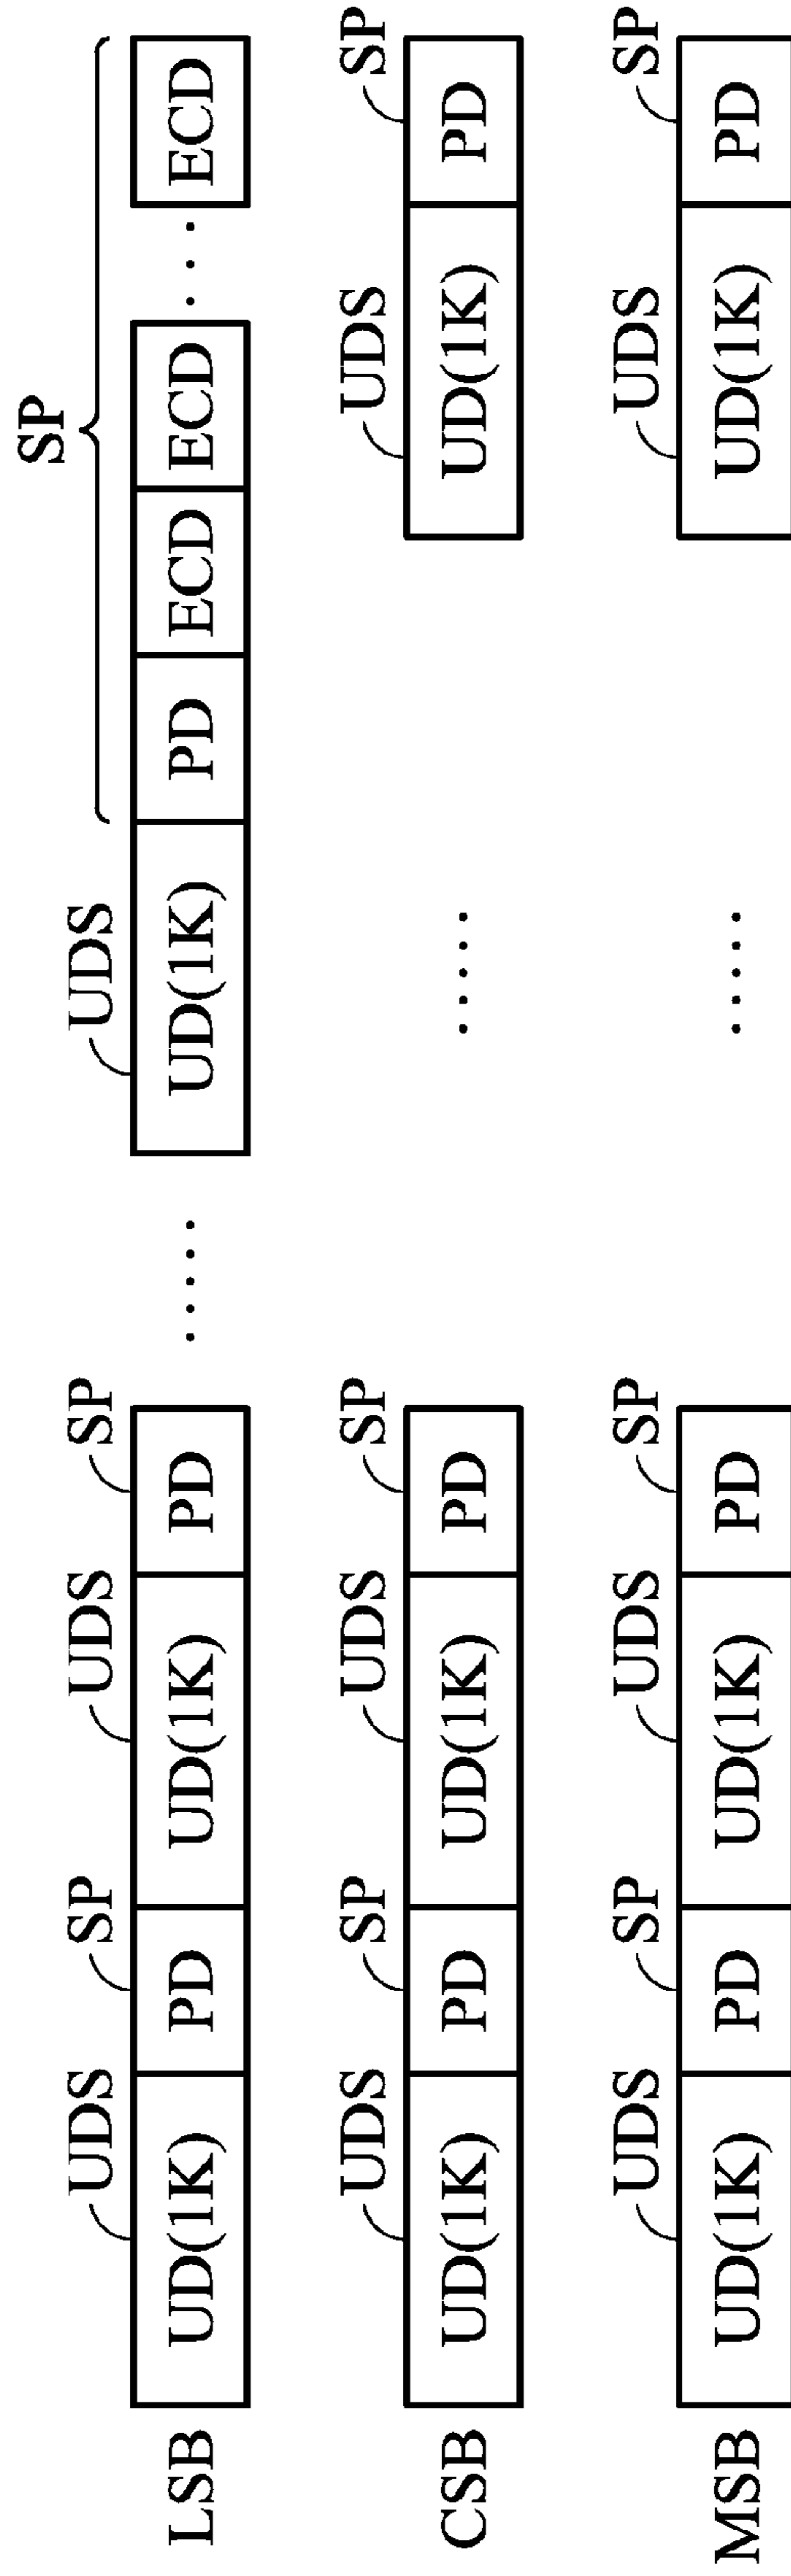 SP
UDS SP UDS SP UDS
LSB UD(1K) PD UD(1K) PD ..... UD(1K) PD ECD ECD ... ECD
UDS SP UDS SP UDS SP
CSB UD(1K) PD UD(1K) PD ..... UD(1K) PD
UDS SP UDS SP UDS SP
MSB UD(1K) PD UD(1K) PD ..... UD(1K) PD